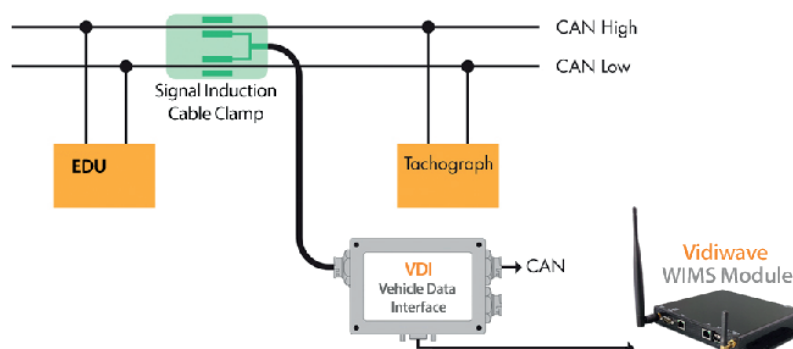 CAN High
CAN Low
Signal Induction
Cable Clamp
EDU
Tachograph
VDI
Vehicle Data
Interface
CAN
Vidiwave
WIMS Module